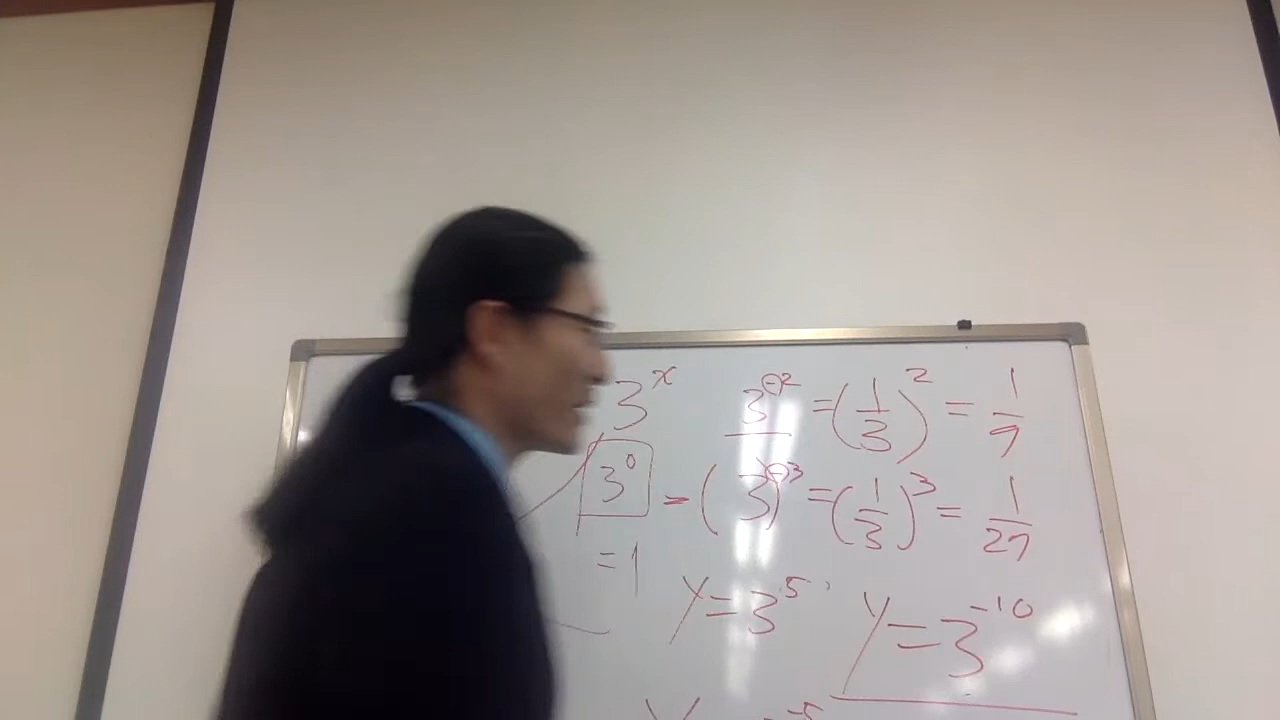 3^x 3^-2 = (1/3)^2 = 1/9
3^0 - (3)^-3 = (1/3)^3 = 1/27
= 1
y = 3^5 y = 3^-10
y -5